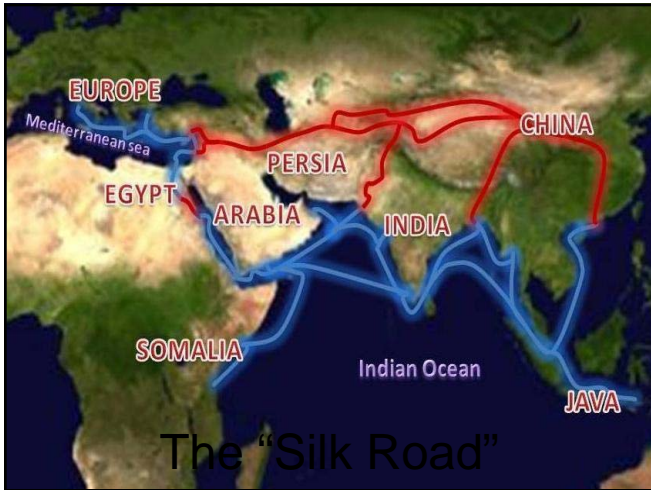 EUROPE
Mediterranean sea
CHINA
PERSIA
EGYPT
ARABIA
INDIA
SOMALIA
Indian Ocean
JAVA
The “Silk Road”